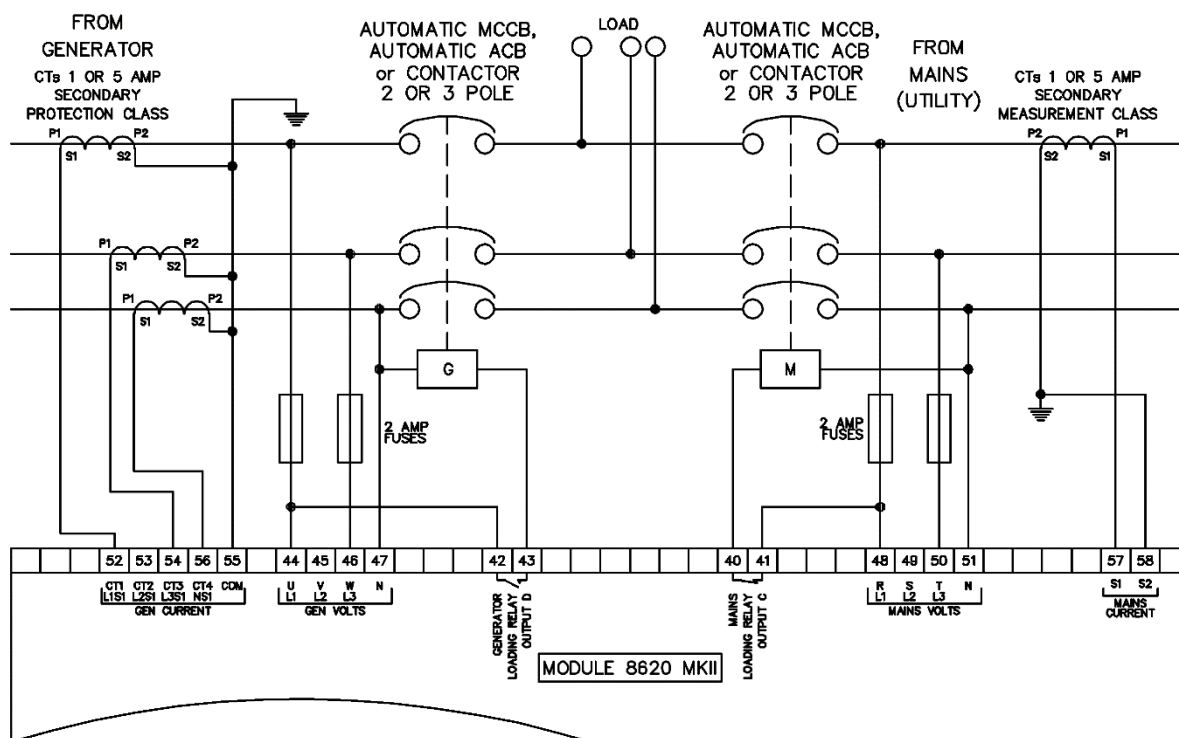 FROM
GENERATOR
CTs 1 OR 5 AMP
SECONDARY
PROTECTION CLASS
AUTOMATIC MCCB,
AUTOMATIC ACB
or CONTACTOR
2 OR 3 POLE
LOAD
AUTOMATIC MCCB,
AUTOMATIC ACB
or CONTACTOR
2 OR 3 POLE
FROM
MAINS
(UTILITY)
CTs 1 OR 5 AMP
SECONDARY
MEASUREMENT CLASS
P1 P2
S1 S2
P2 P1
S2 S1
P1 P2
S1 S2
P1 P2
S1 S2
G
M
2 AMP
FUSES
2 AMP
FUSES
52 53 54 56 55 44 45 46 47 42 43 40 41 48 49 50 51 57 58
CT1 CT2 CT3 CT4 COM
L1S1 L2S1 L3S1 NS1
GEN CURRENT
U V W N
L1 L2 L3
GEN VOLTS
GENERATOR
LOADING RELAY
OUTPUT D
MAINS
LOADING RELAY
OUTPUT C
R S T N
L1 L2 L3
MAINS VOLTS
S1 S2
MAINS
CURRENT
MODULE 8620 MKII